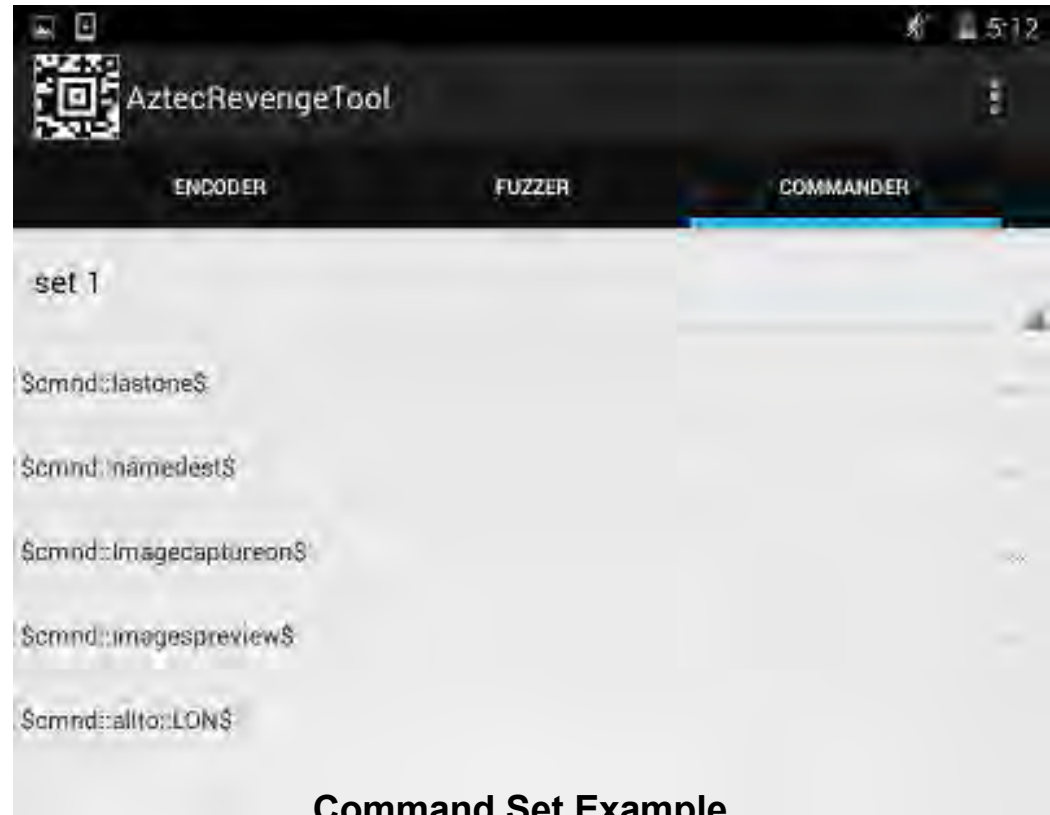 5:12
AztecRevengeTool
ENCODER FUZZER COMMANDER
set 1
$cmnd::lastone$
$cmnd::namedest$
$cmnd::imagecaptureon$
$cmnd::imagespreview$
$cmnd::allto::LON$
Command Set Example